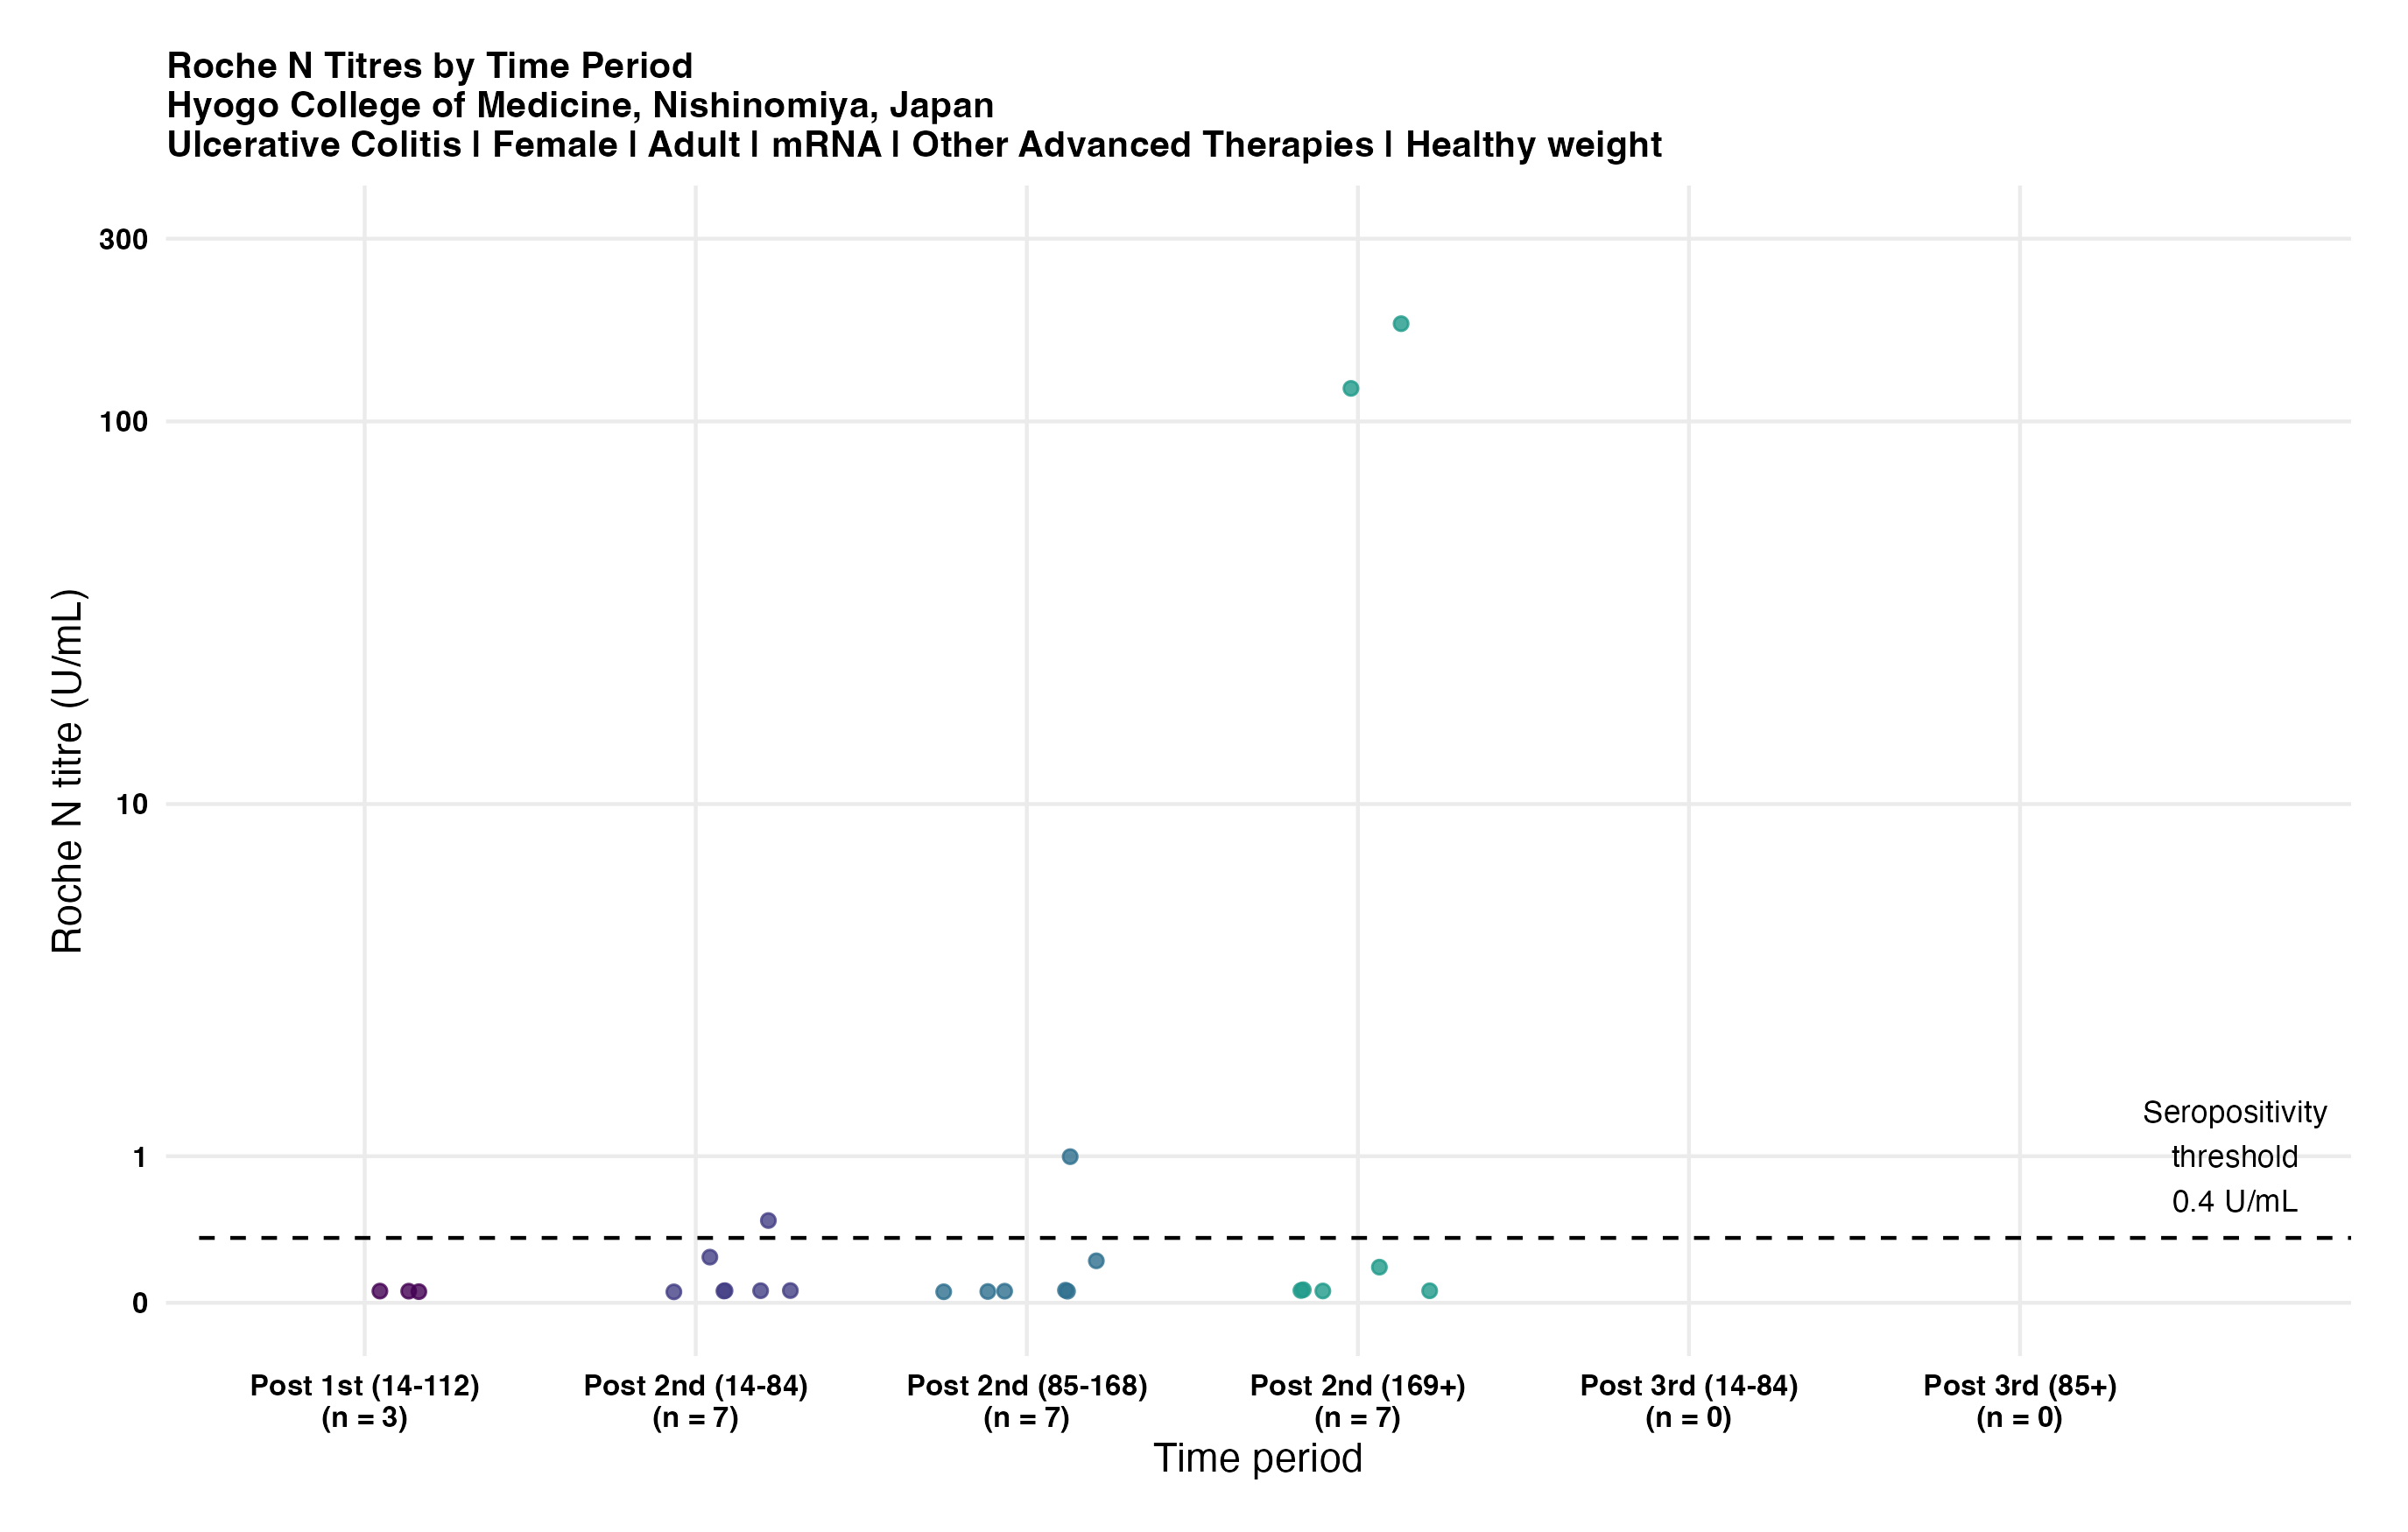 Roche N Titres by Time Period
Hyogo College of Medicine, Nishinomiya, Japan
Ulcerative Colitis | Female | Adult | mRNA | Other Advanced Therapies | Healthy weight
Roche N titre (U/mL)
300
100
10
1
0
Seropositivity
threshold
0.4 U/mL
Post 1st (14-112)
(n = 3)
Post 2nd (14-84)
(n = 7)
Post 2nd (85-168)
(n = 7)
Post 2nd (169+)
(n = 7)
Post 3rd (14-84)
(n = 0)
Post 3rd (85+)
(n = 0)
Time period